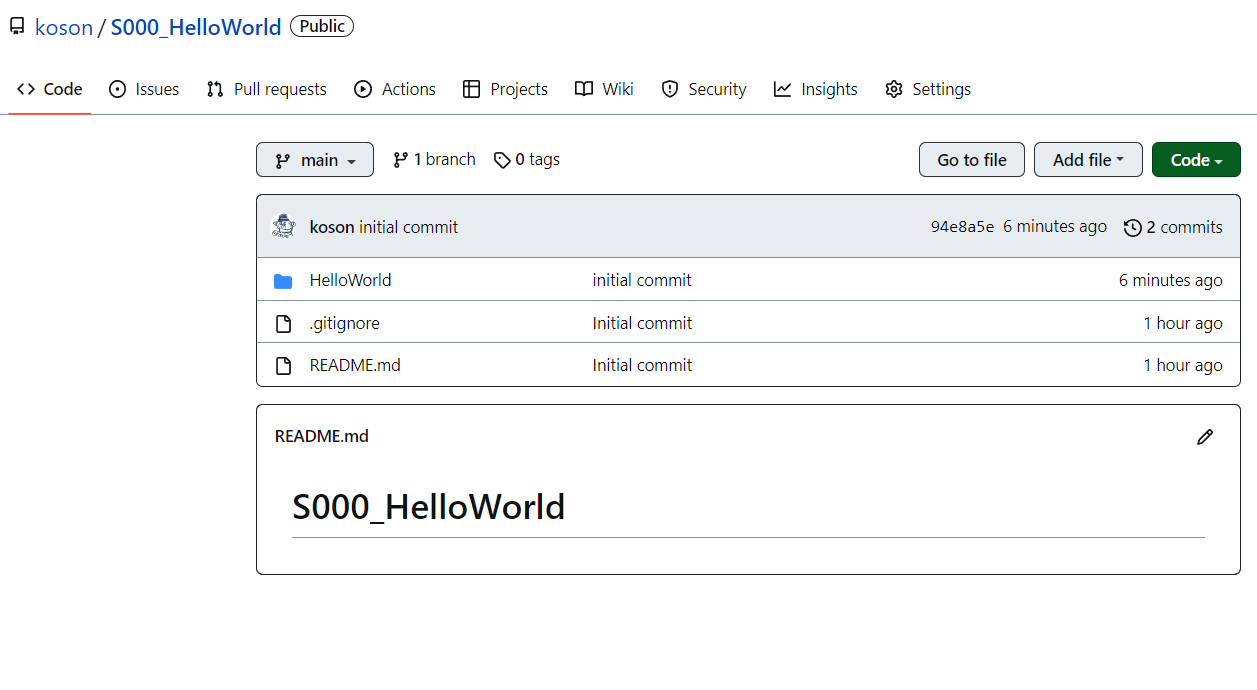 koson / S000_HelloWorld Public
Code Issues Pull requests Actions Projects Wiki Security Insights Settings
main 1 branch 0 tags Go to file Add file Code
koson initial commit 94e8a5e 6 minutes ago 2 commits
HelloWorld initial commit 6 minutes ago
.gitignore Initial commit 1 hour ago
README.md Initial commit 1 hour ago
README.md
S000_HelloWorld